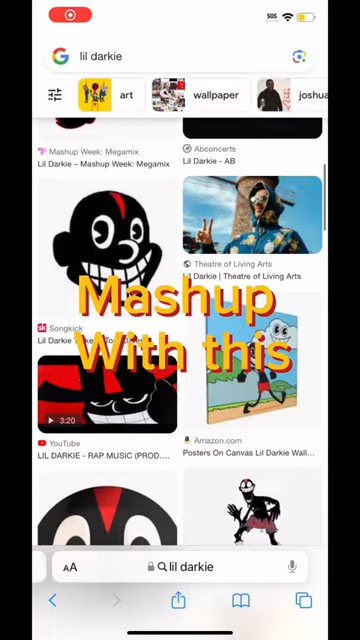 SOS
lil darkie
art
wallpaper
joshua
Mashup Week: Megamix
Lil Darkie – Mashup Week: Megamix
Abconcerts
Lil Darkie - AB
Theatre of Living Arts
Lil Darkie | Theatre of Living Arts
Mashup
With this
Songkick
Lil Darkie
3:20
YouTube
LIL DARKIE - RAP MUSIC (PROD....
Amazon.com
Posters On Canvas Lil Darkie Wall...
AA
lil darkie